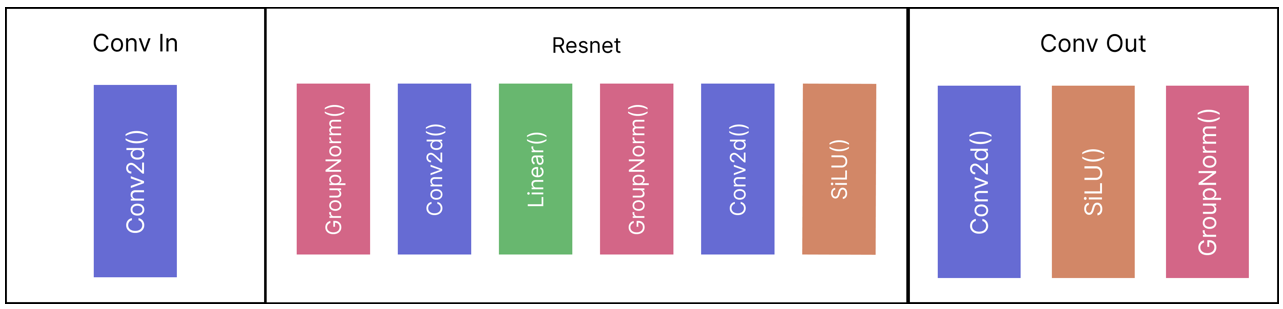 Conv In
Conv2d()
Resnet
GroupNorm()
Conv2d()
Linear()
GroupNorm()
Conv2d()
SiLU()
Conv Out
Conv2d()
SiLU()
GroupNorm()